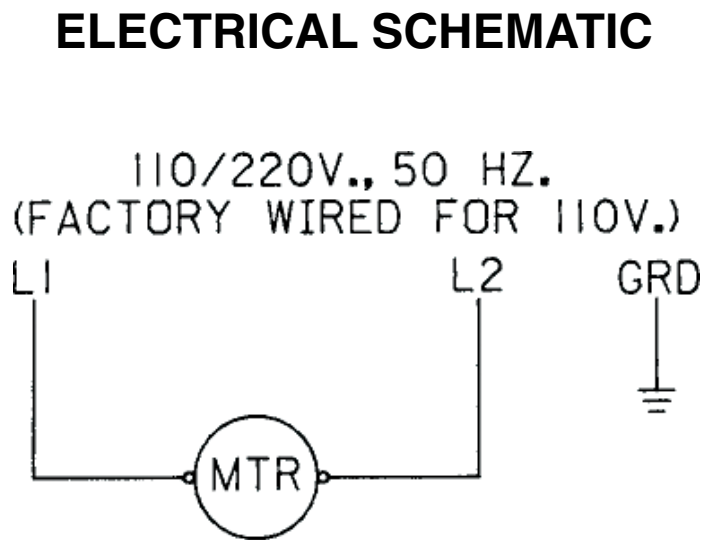 ELECTRICAL SCHEMATIC
110/220V., 50 HZ.
(FACTORY WIRED FOR 110V.)
L1 L2 GRD
MTR